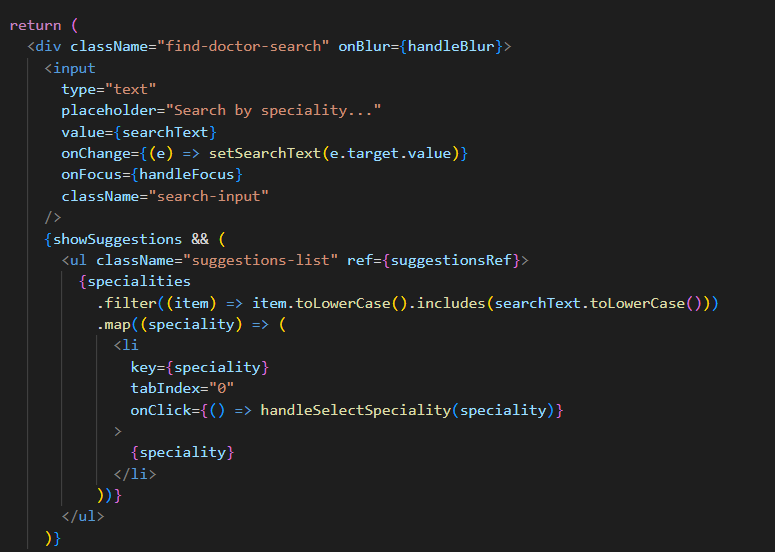 return (
  <div className="find-doctor-search" onBlur={handleBlur}>
    <input
      type="text"
      placeholder="Search by speciality..."
      value={searchText}
      onChange={(e) => setSearchText(e.target.value)}
      onFocus={handleFocus}
      className="search-input"
    />
    {showSuggestions && (
      <ul className="suggestions-list" ref={suggestionsRef}>
        {specialities
          .filter((item) => item.toLowerCase().includes(searchText.toLowerCase()))
          .map((speciality) => (
            <li
              key={speciality}
              tabIndex="0"
              onClick={() => handleSelectSpeciality(speciality)}
            >
              {speciality}
            </li>
          ))}
      </ul>
    )}